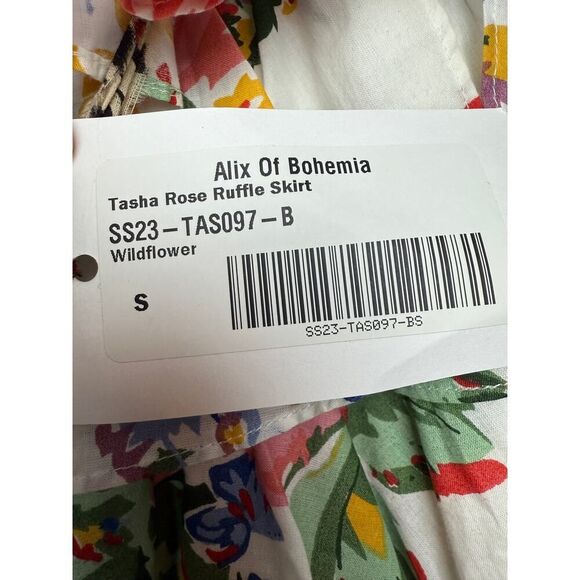 Alix Of Bohemia
Tasha Rose Ruffle Skirt
SS23-TAS097-B
Wildflower
S
SS23-TAS097-BS